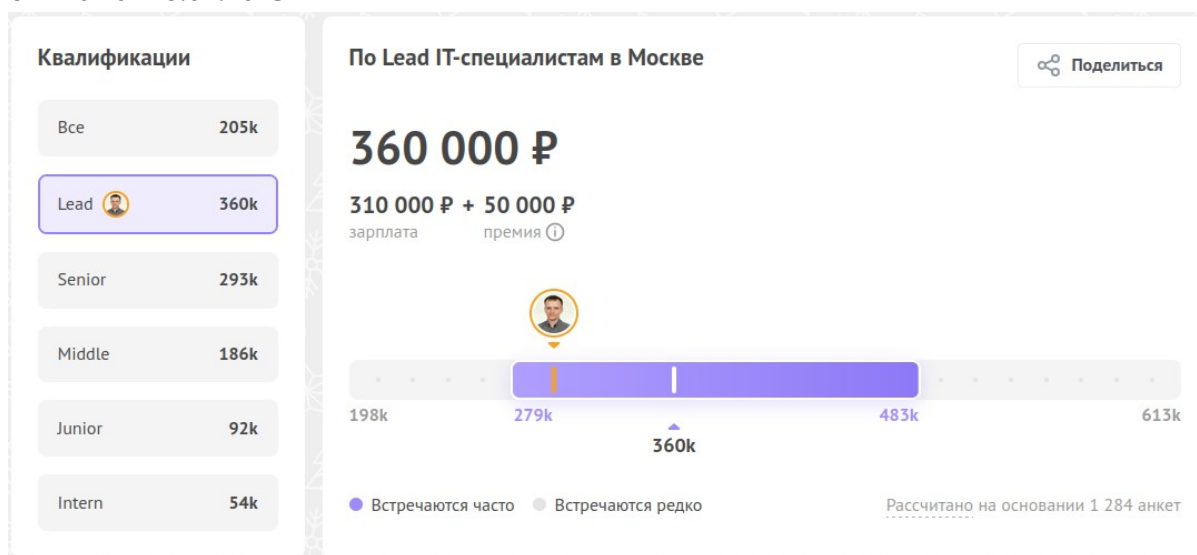 Квалификации
Все 205k
Lead 360k
Senior 293k
Middle 186k
Junior 92k
Intern 54k
По Lead IT-специалистам в Москве
Поделиться
360 000 ₽
310 000 ₽ + 50 000 ₽
зарплата премия
198k 279k 483k 613k
360k
Встречаются часто Встречаются редко
Рассчитано на основании 1 284 анкет